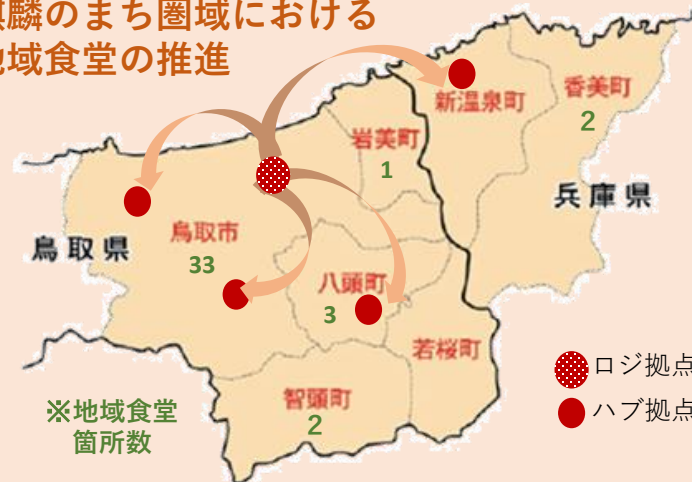 麒麟のまち圏域における
地域食堂の推進
新温泉町
香美町
2
岩美町
1
兵庫県
鳥取県
鳥取市
33
八頭町
3
若桜町
智頭町
2
※地域食堂
箇所数
ロジ拠点
ハブ拠点